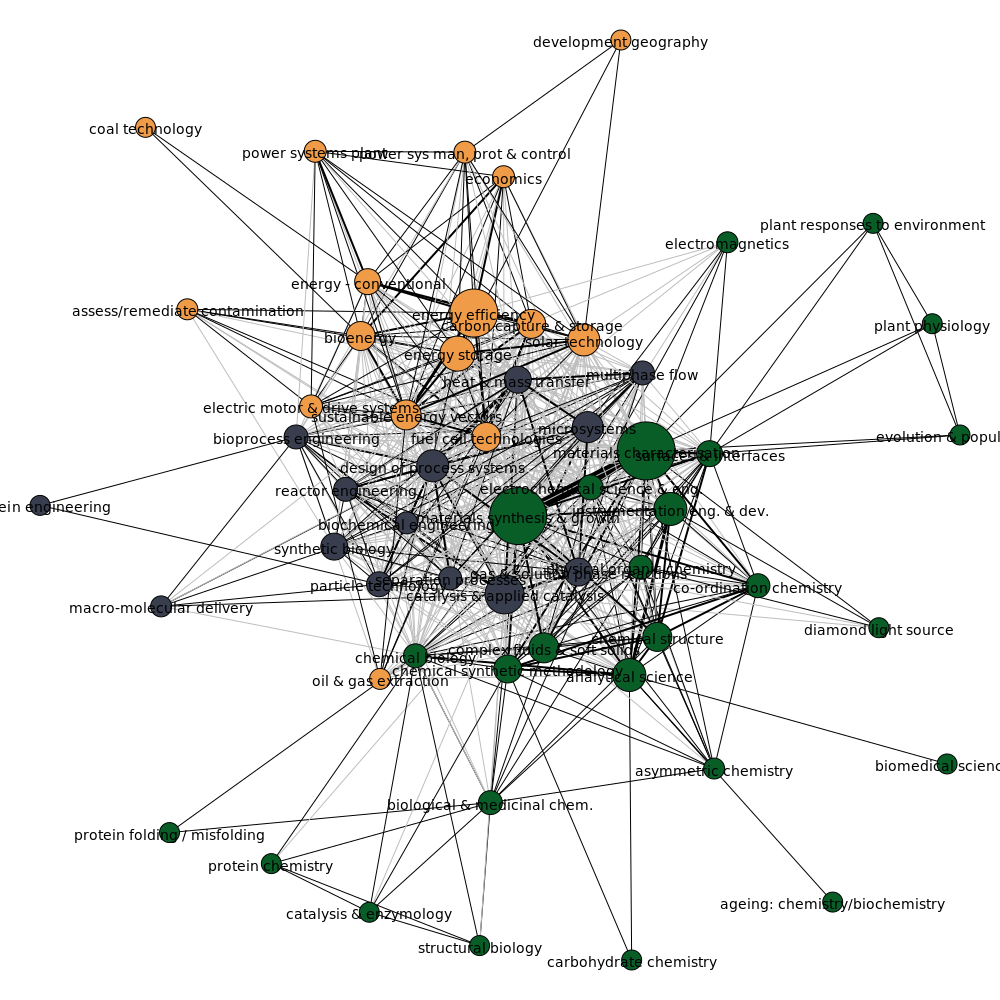 development geography
coal technology
power systems plant
power sys man, prot & control
economics
plant responses to environment
electromagnetics
energy - conventional
assess/remediate contamination
energy efficiency
carbon capture & storage
plant physiology
bioenergy
solar technology
energy storage
heat & mass transfer
multiphase flow
electric motor & drive systems
sustainable energy vectors
microsystems
bioprocess engineering
fuel cell technologies
evolution & popul
materials characterisation
surfaces & interfaces
design of process systems
reactor engineering
electrochemical science & eng.
ein engineering
instrumentation eng. & dev.
materials synthesis & growth
biochemical engineering
synthetic biology
physical organic chemistry
gas & solution phase reactions
separation processes
particle technology
co-ordination chemistry
catalysis & applied catalysis
macro-molecular delivery
diamond light source
chemical structure
complex fluids & soft solids
chemical biology
chemical synthetic methodology
analytical science
oil & gas extraction
biomedical scienc
asymmetric chemistry
biological & medicinal chem.
protein folding / misfolding
protein chemistry
ageing: chemistry/biochemistry
catalysis & enzymology
structural biology
carbohydrate chemistry